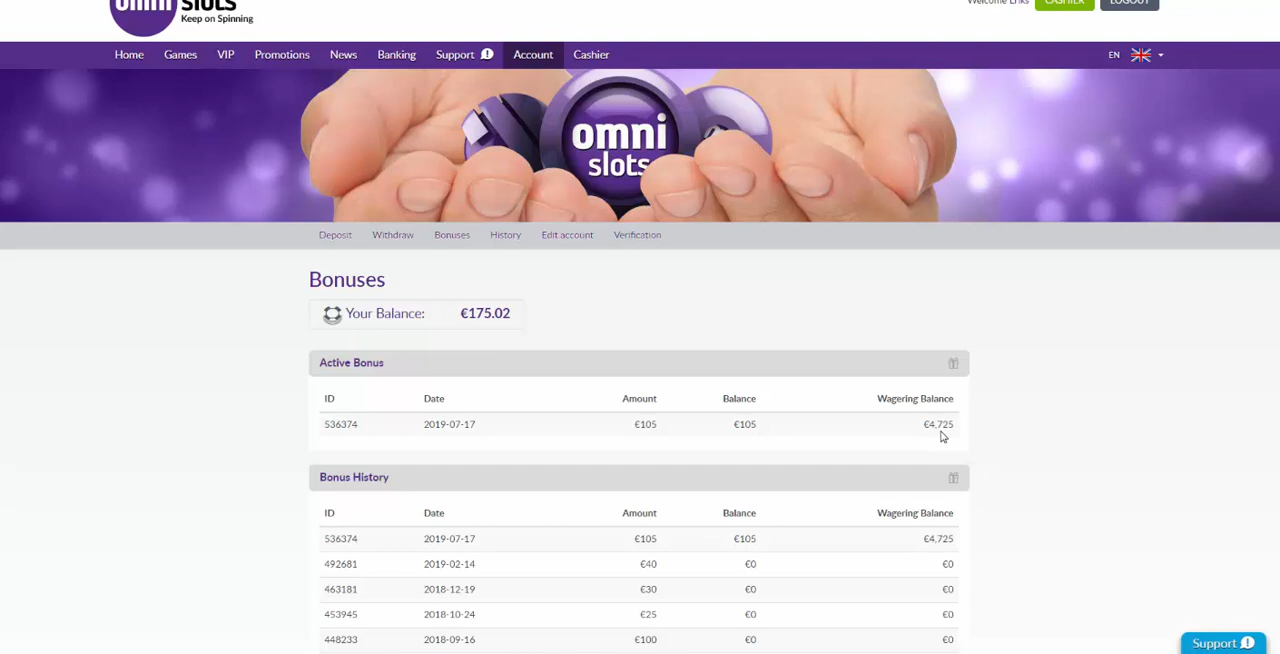 omni slots
Keep on Spinning
Welcome Eriks CASHIER LOGOUT
Home Games VIP Promotions News Banking Support Account Cashier EN
omni
slots
Deposit Withdraw Bonuses History Edit account Verification
Bonuses
Your Balance: €175.02
Active Bonus
ID Date Amount Balance Wagering Balance
536374 2019-07-17 €105 €105 €4,725
Bonus History
ID Date Amount Balance Wagering Balance
536374 2019-07-17 €105 €105 €4,725
492681 2019-02-14 €40 €0 €0
463181 2018-12-19 €30 €0 €0
453945 2018-10-24 €25 €0 €0
448233 2018-09-16 €100 €0 €0
Support